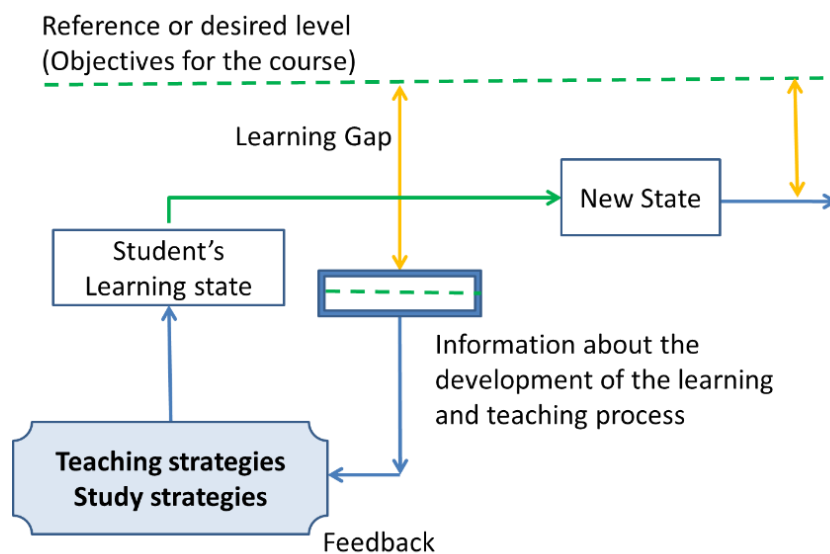 Reference or desired level
(Objectives for the course)
Learning Gap
New State
Student’s
Learning state
Information about the
development of the learning
and teaching process
Teaching strategies
Study strategies
Feedback